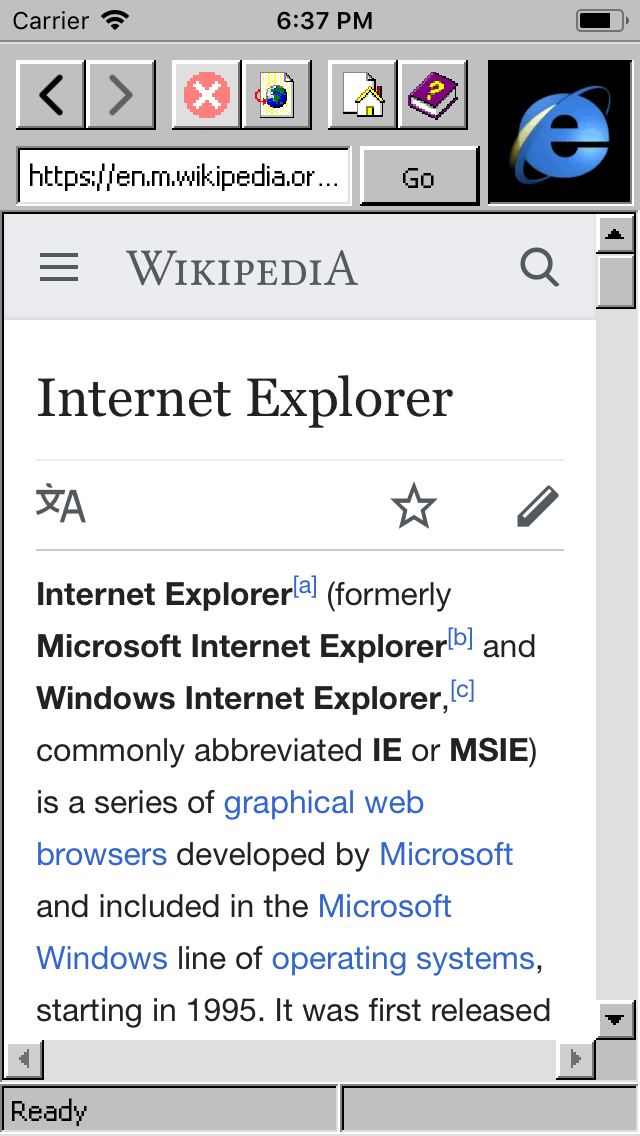 Carrier 6:37 PM
https://en.m.wikipedia.or... Go
WIKIPEDIA
Internet Explorer
文A
Internet Explorer[a] (formerly
Microsoft Internet Explorer[b] and
Windows Internet Explorer,[c]
commonly abbreviated IE or MSIE)
is a series of graphical web
browsers developed by Microsoft
and included in the Microsoft
Windows line of operating systems,
starting in 1995. It was first released
Ready